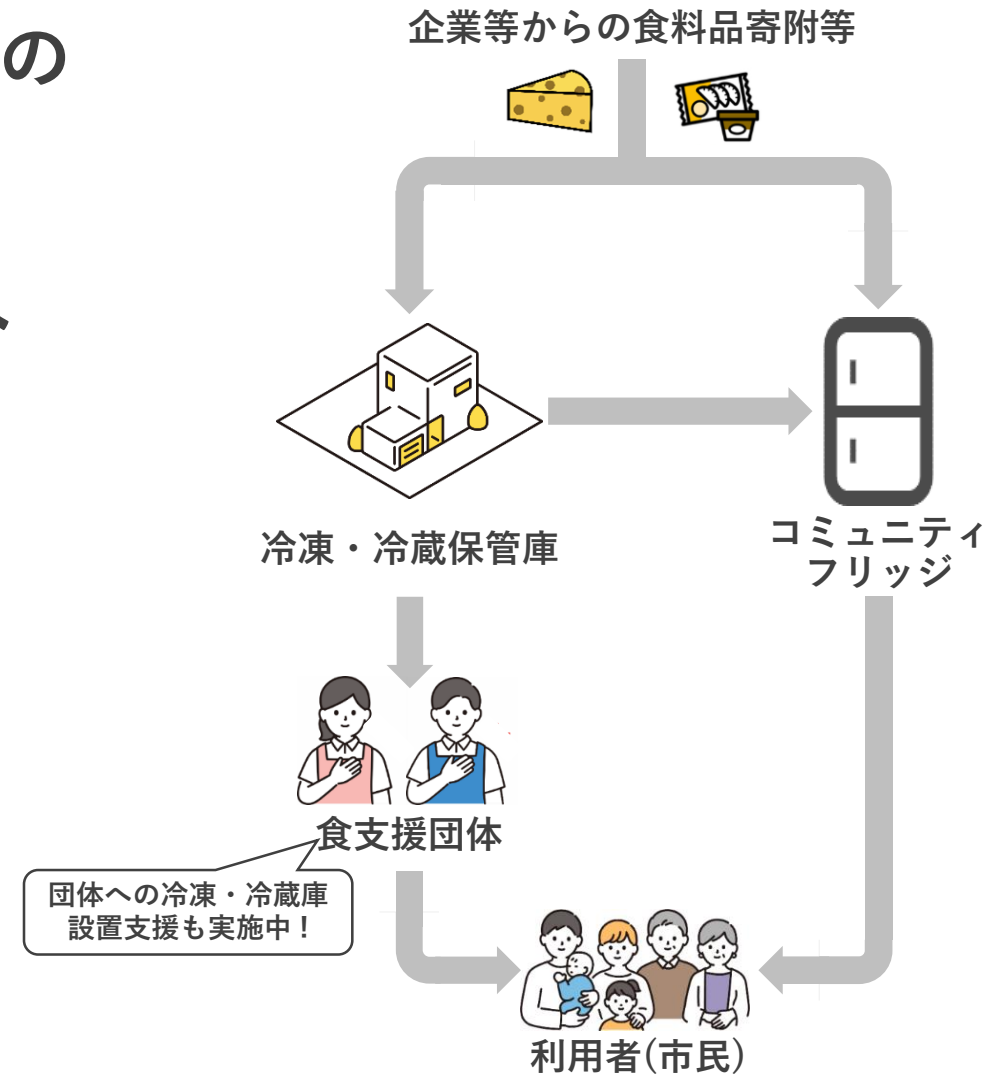 企業等からの食料品寄附等
の
冷凍・冷蔵保管庫
コミュニティ
フリッジ
食支援団体
団体への冷凍・冷蔵庫
設置支援も実施中！
利用者(市民)